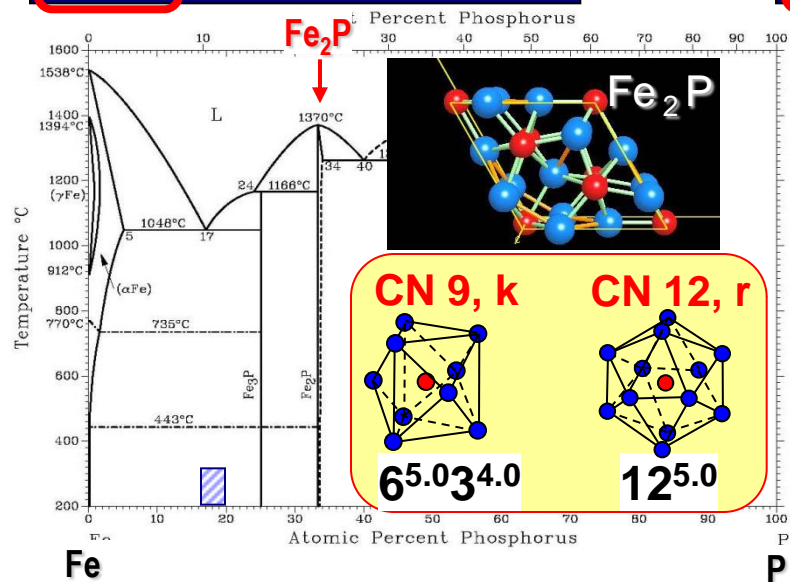 t Percent Phosphorus
0 10 30 40 50 60 70 80 90 100
Fe₂P
1600
1538°C
1400
1394°C
1200
(γFe)
1000
912°C
800
770°C
600
400
200
Temperature °C
L
1370°C
34 40
24 1166°C
1048°C
5 17
(αFe)
735°C
443°C
Fe₃P
Fe₂P
Fe₂P
CN 9, k CN 12, r
6⁵·⁰3⁴·⁰ 12⁵·⁰
0 10 20 30 40 50 60 70 80 90 100
Atomic Percent Phosphorus
Fe P